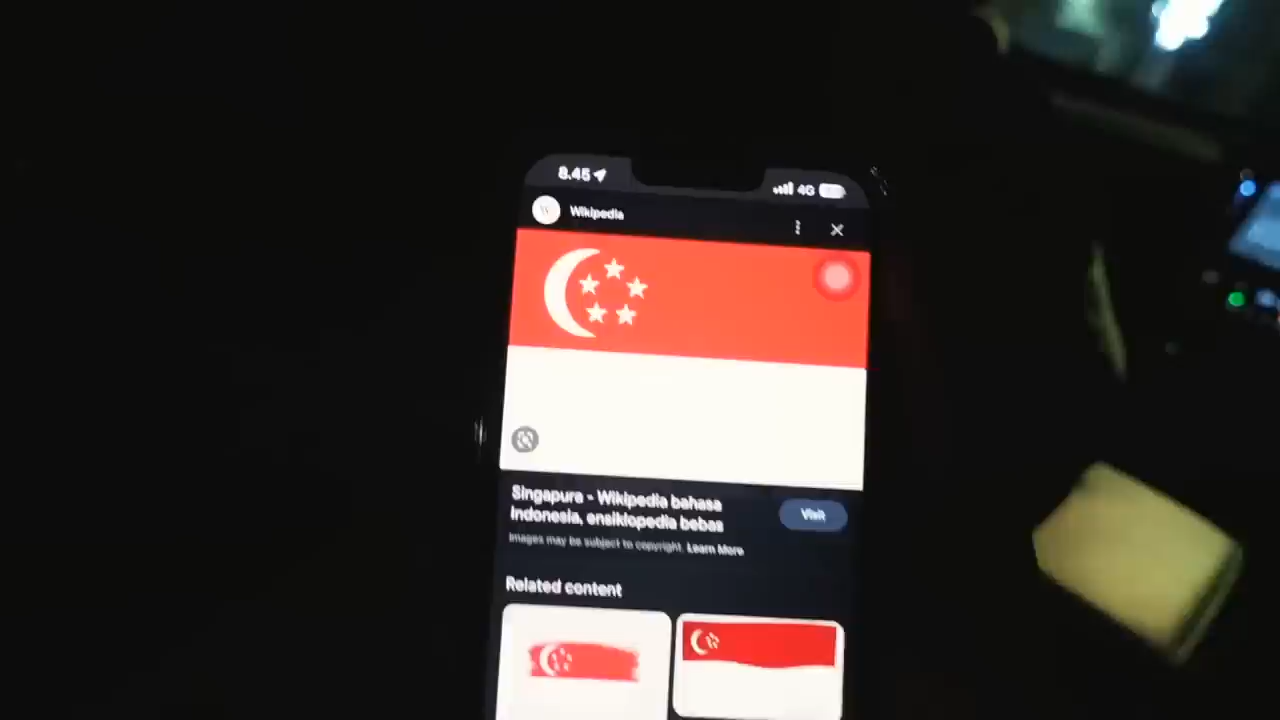 8.45
4G
Wikipedia
Singapura - Wikipedia bahasa
Indonesia, ensiklopedia bebas
Visit
Images may be subject to copyright. Learn More
Related content